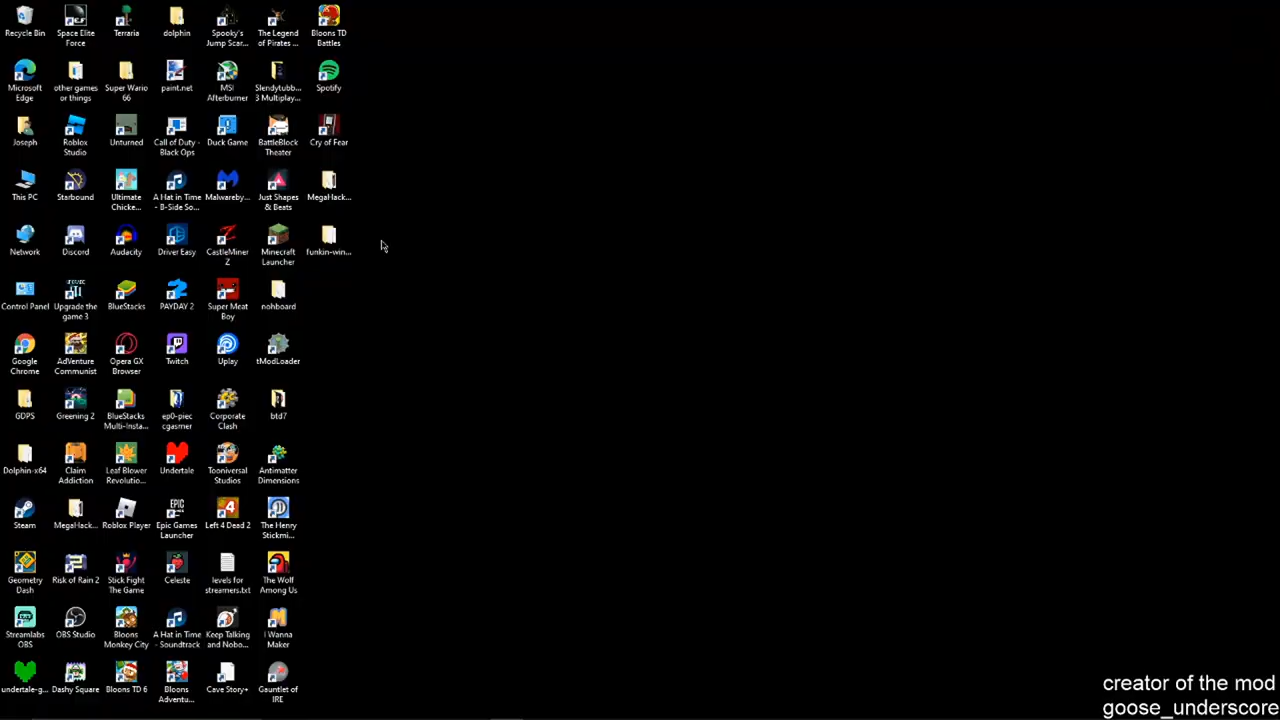 Recycle Bin
Space Elite
Force
Terraria
dolphin
Spooky's
Jump Scar...
The Legend
of Pirates ...
Bloons TD
Battles
Microsoft
Edge
other games
or things
Super Wario
66
paint.net
MSI
Afterburner
Slendytubb...
3 Multiplay...
Spotify
Joseph
Roblox
Studio
Unturned
Call of Duty -
Black Ops
Duck Game
BattleBlock
Theater
Cry of Fear
This PC
Starbound
Ultimate
Chicke...
A Hat in Time
- B-Side So...
Malwareby...
Just Shapes
& Beats
MegaHack...
Network
Discord
Audacity
Driver Easy
CastleMiner
Z
Minecraft
Launcher
funkin-win...
Control Panel
Upgrade the
game 3
BlueStacks
PAYDAY 2
Super Meat
Boy
nohboard
Google
Chrome
AdVenture
Communist
Opera GX
Browser
Twitch
Uplay
tModLoader
GDPS
Greening 2
BlueStacks
Multi-Insta...
ep0-piec
cgasmer
Corporate
Clash
btd7
Dolphin-x64
Claim
Addiction
Leaf Blower
Revolutio...
Undertale
Tooniversal
Studios
Antimatter
Dimensions
Steam
MegaHack...
Roblox Player
EPIC
GAMES
Epic Games
Launcher
Left 4 Dead 2
The Henry
Stickmi...
Geometry
Dash
Risk of Rain 2
Stick Fight
The Game
Celeste
levels for
streamers.txt
The Wolf
Among Us
Streamlabs
OBS
OBS Studio
Bloons
Monkey City
A Hat in Time
- Soundtrack
Keep Talking
and Nobo...
I Wanna
Maker
undertale-g...
Dashy Square
Bloons TD 6
Bloons
Adventu...
Cave Story+
Gauntlet of
IRE
creator of the mod
goose_underscore